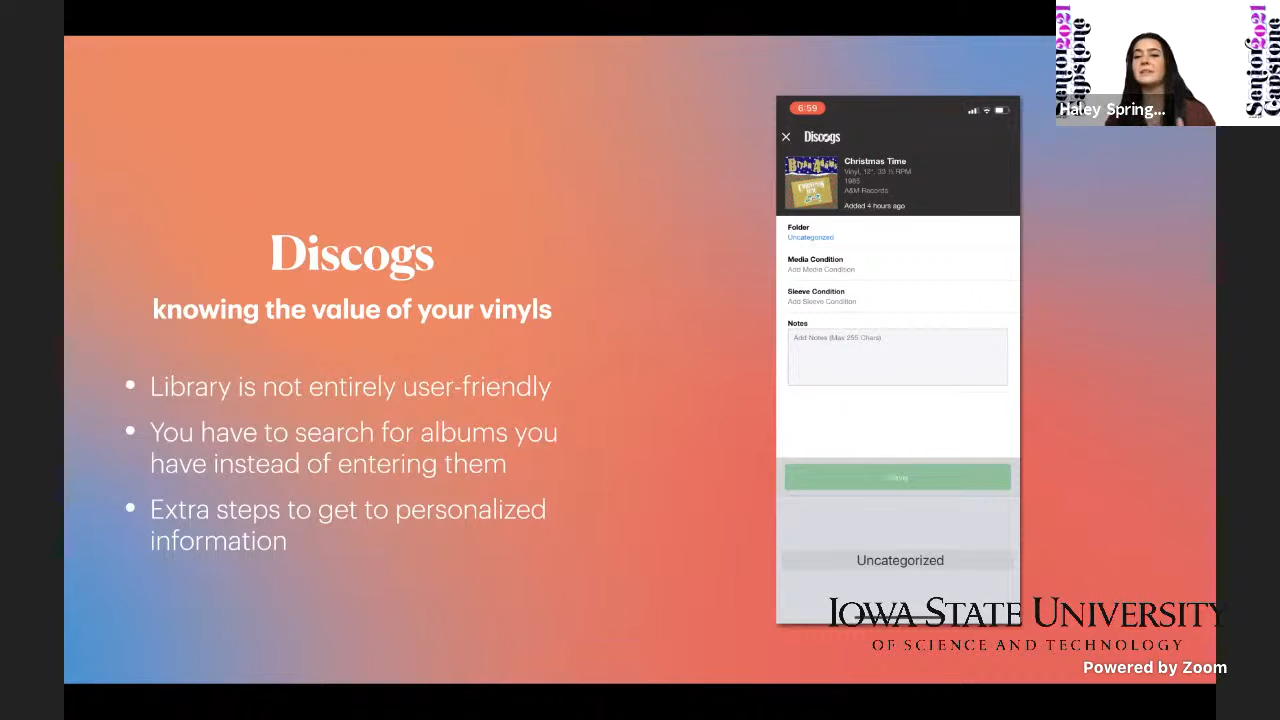 Senior 2021
Capstone
Senior 2021
Capstone
Haley Spring...
Discogs
knowing the value of your vinyls
• Library is not entirely user-friendly
• You have to search for albums you
have instead of entering them
• Extra steps to get to personalized
information
6:59
Discogs
Bryan Adams
Christmas Time
Vinyl, 12", 33 ⅓ RPM
1985
A&M Records
Added 4 hours ago
Folder
Uncategorized
Media Condition
Add Media Condition
Sleeve Condition
Add Sleeve Condition
Notes
Add Notes (Max 255 Chars)
Save
Uncategorized
IOWA STATE UNIVERSITY
OF SCIENCE AND TECHNOLOGY
Powered by Zoom